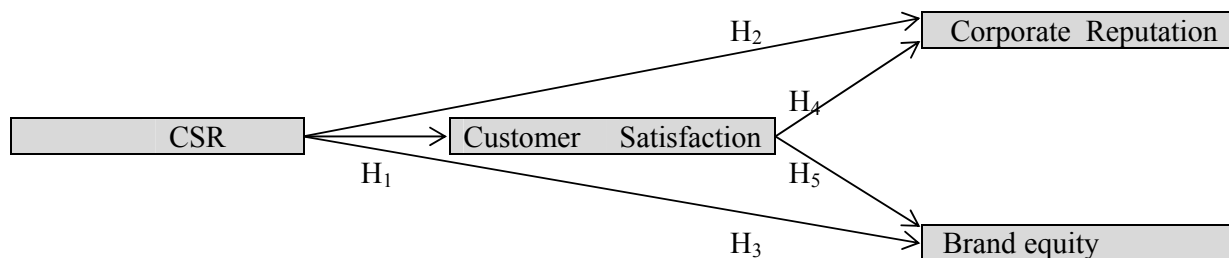 H2
Corporate Reputation
H4
CSR
Customer Satisfaction
H1
H5
H3
Brand equity